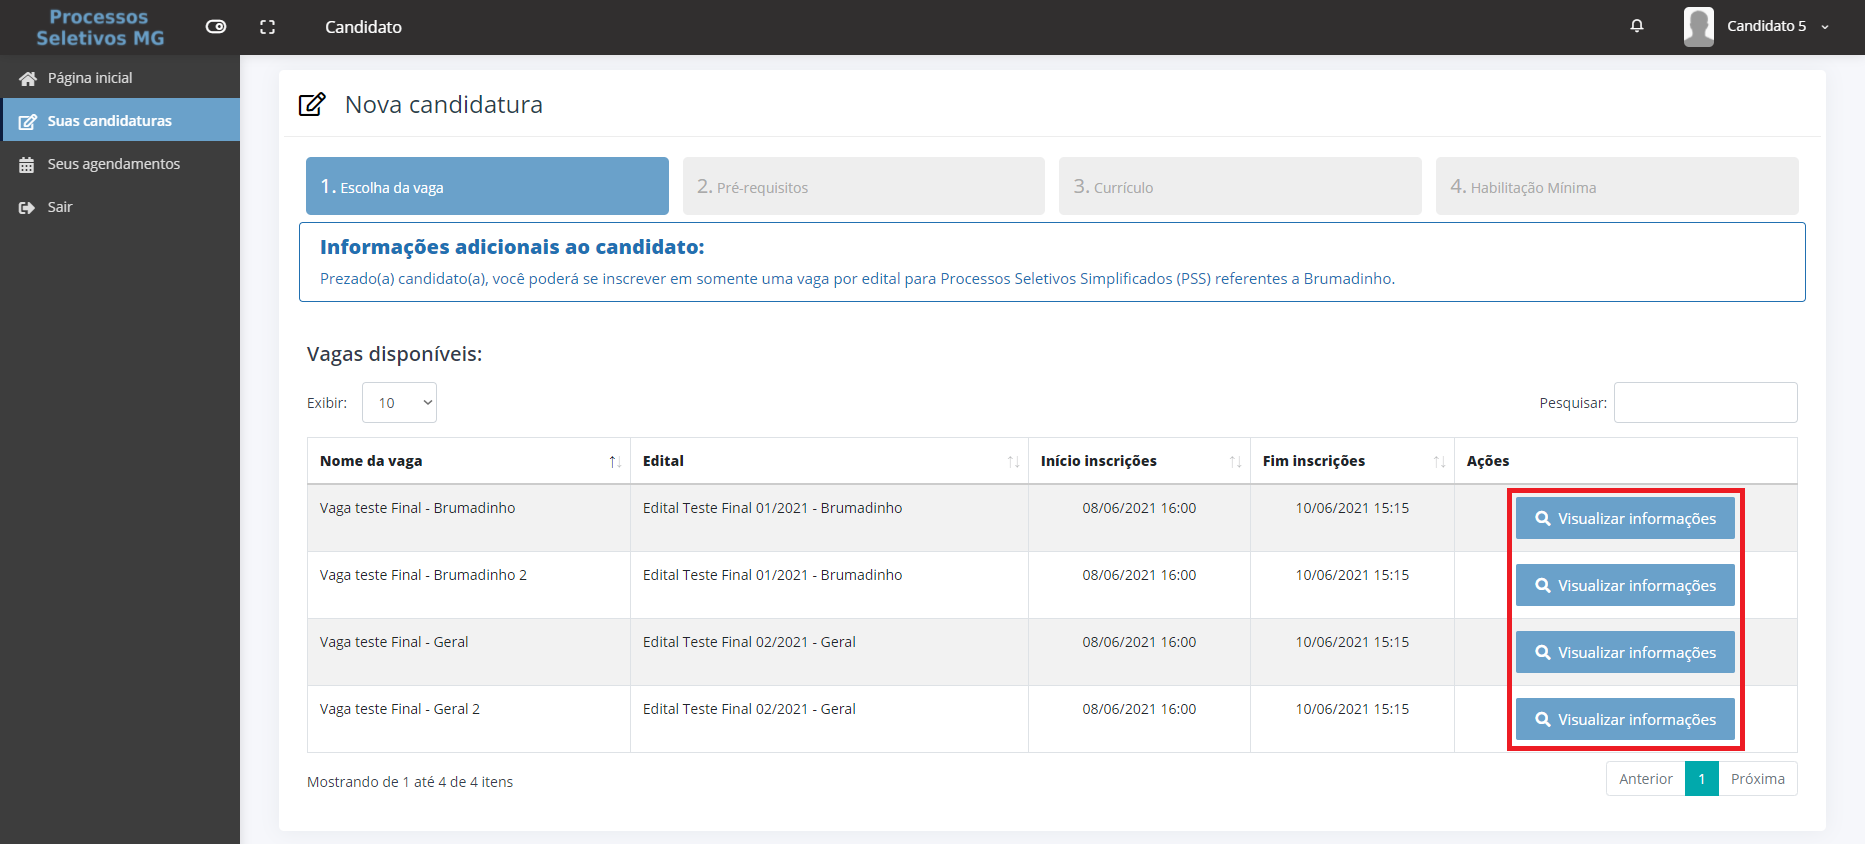 Processos
Seletivos MG
Candidato
Candidato 5
Página inicial
Suas candidaturas
Seus agendamentos
Sair
Nova candidatura
1. Escolha da vaga
2. Pré-requisitos
3. Currículo
4. Habilitação Mínima
Informações adicionais ao candidato:
Prezado(a) candidato(a), você poderá se inscrever em somente uma vaga por edital para Processos Seletivos Simplificados (PSS) referentes a Brumadinho.
Vagas disponíveis:
Exibir: 10
Pesquisar:
Nome da vaga Edital Início inscrições Fim inscrições Ações
Vaga teste Final - Brumadinho Edital Teste Final 01/2021 - Brumadinho 08/06/2021 16:00 10/06/2021 15:15 Visualizar informações
Vaga teste Final - Brumadinho 2 Edital Teste Final 01/2021 - Brumadinho 08/06/2021 16:00 10/06/2021 15:15 Visualizar informações
Vaga teste Final - Geral Edital Teste Final 02/2021 - Geral 08/06/2021 16:00 10/06/2021 15:15 Visualizar informações
Vaga teste Final - Geral 2 Edital Teste Final 02/2021 - Geral 08/06/2021 16:00 10/06/2021 15:15 Visualizar informações
Mostrando de 1 até 4 de 4 itens
Anterior 1 Próxima